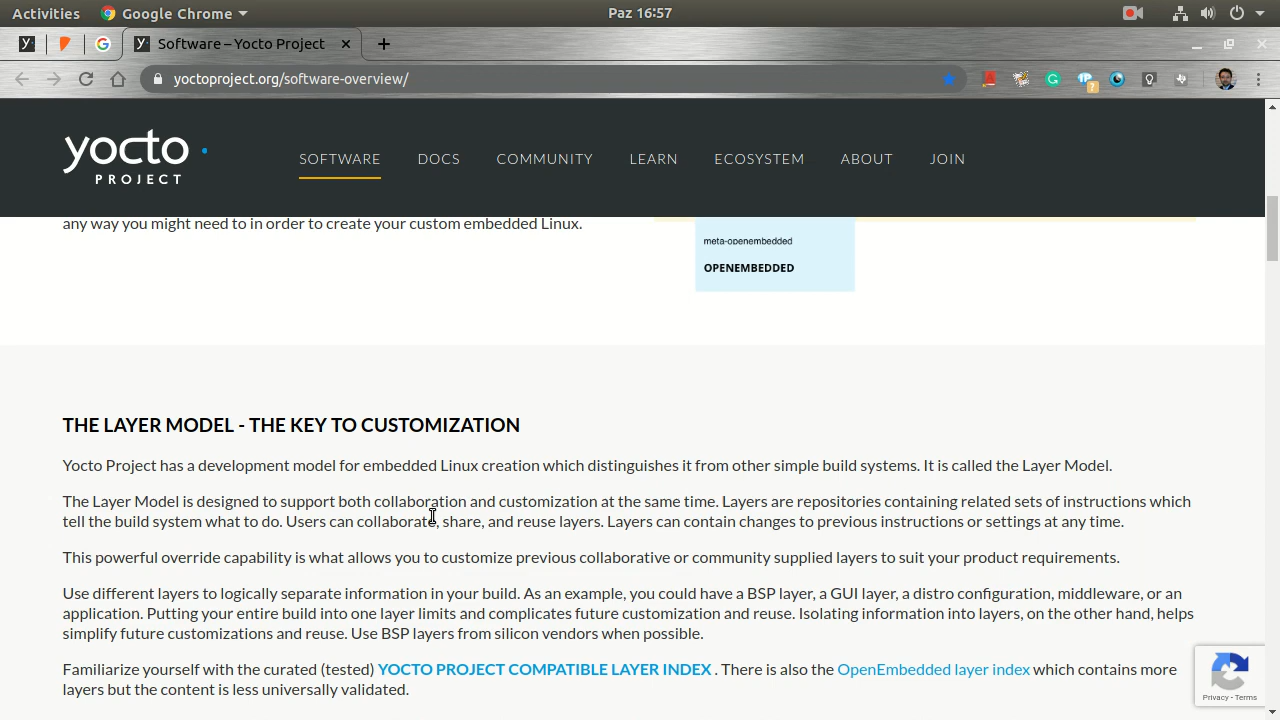 Activities Google Chrome Paz 16:57
Software – Yocto Project
yoctoproject.org/software-overview/
yocto
PROJECT
SOFTWARE DOCS COMMUNITY LEARN ECOSYSTEM ABOUT JOIN
any way you might need to in order to create your custom embedded Linux.
meta-openembedded
OPENEMBEDDED
THE LAYER MODEL - THE KEY TO CUSTOMIZATION
Yocto Project has a development model for embedded Linux creation which distinguishes it from other simple build systems. It is called the Layer Model.
The Layer Model is designed to support both collaboration and customization at the same time. Layers are repositories containing related sets of instructions which
tell the build system what to do. Users can collaborate, share, and reuse layers. Layers can contain changes to previous instructions or settings at any time.
This powerful override capability is what allows you to customize previous collaborative or community supplied layers to suit your product requirements.
Use different layers to logically separate information in your build. As an example, you could have a BSP layer, a GUI layer, a distro configuration, middleware, or an
application. Putting your entire build into one layer limits and complicates future customization and reuse. Isolating information into layers, on the other hand, helps
simplify future customizations and reuse. Use BSP layers from silicon vendors when possible.
Familiarize yourself with the curated (tested) YOCTO PROJECT COMPATIBLE LAYER INDEX . There is also the OpenEmbedded layer index which contains more
layers but the content is less universally validated.
Privacy - Terms